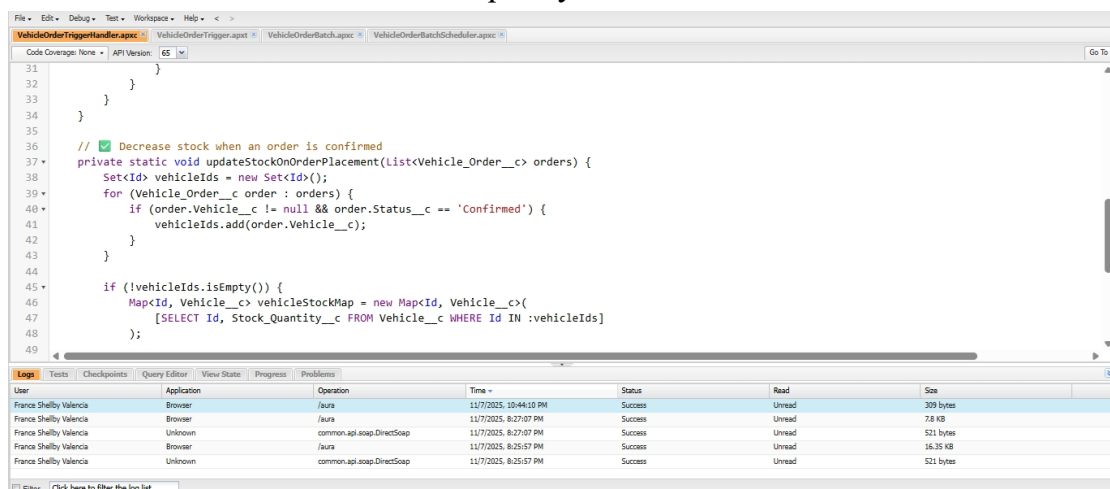 File Edit Debug Test Workspace Help < >
VehicleOrderTriggerHandler.apxc VehicleOrderTrigger.apxt VehicleOrderBatch.apxc VehicleOrderBatchScheduler.apxc
Code Coverage: None API Version: 65 Go To
31 }
32 }
33 }
34 }
35
36 // ✅ Decrease stock when an order is confirmed
37 private static void updateStockOnOrderPlacement(List<Vehicle_Order__c> orders) {
38 Set<Id> vehicleIds = new Set<Id>();
39 for (Vehicle_Order__c order : orders) {
40 if (order.Vehicle__c != null && order.Status__c == 'Confirmed') {
41 vehicleIds.add(order.Vehicle__c);
42 }
43 }
44
45 if (!vehicleIds.isEmpty()) {
46 Map<Id, Vehicle__c> vehicleStockMap = new Map<Id, Vehicle__c>(
47 [SELECT Id, Stock_Quantity__c FROM Vehicle__c WHERE Id IN :vehicleIds]
48 );
49
Logs Tests Checkpoints Query Editor View State Progress Problems
User Application Operation Time Status Read Size
France Shellby Valencia Browser /aura 11/7/2025, 10:44:10 PM Success Unread 309 bytes
France Shellby Valencia Browser /aura 11/7/2025, 8:27:07 PM Success Unread 7.8 KB
France Shellby Valencia Unknown common.api.soap.DirectSoap 11/7/2025, 8:27:07 PM Success Unread 521 bytes
France Shellby Valencia Browser /aura 11/7/2025, 8:25:57 PM Success Unread 16.35 KB
France Shellby Valencia Unknown common.api.soap.DirectSoap 11/7/2025, 8:25:57 PM Success Unread 521 bytes
Filter Click here to filter the log list